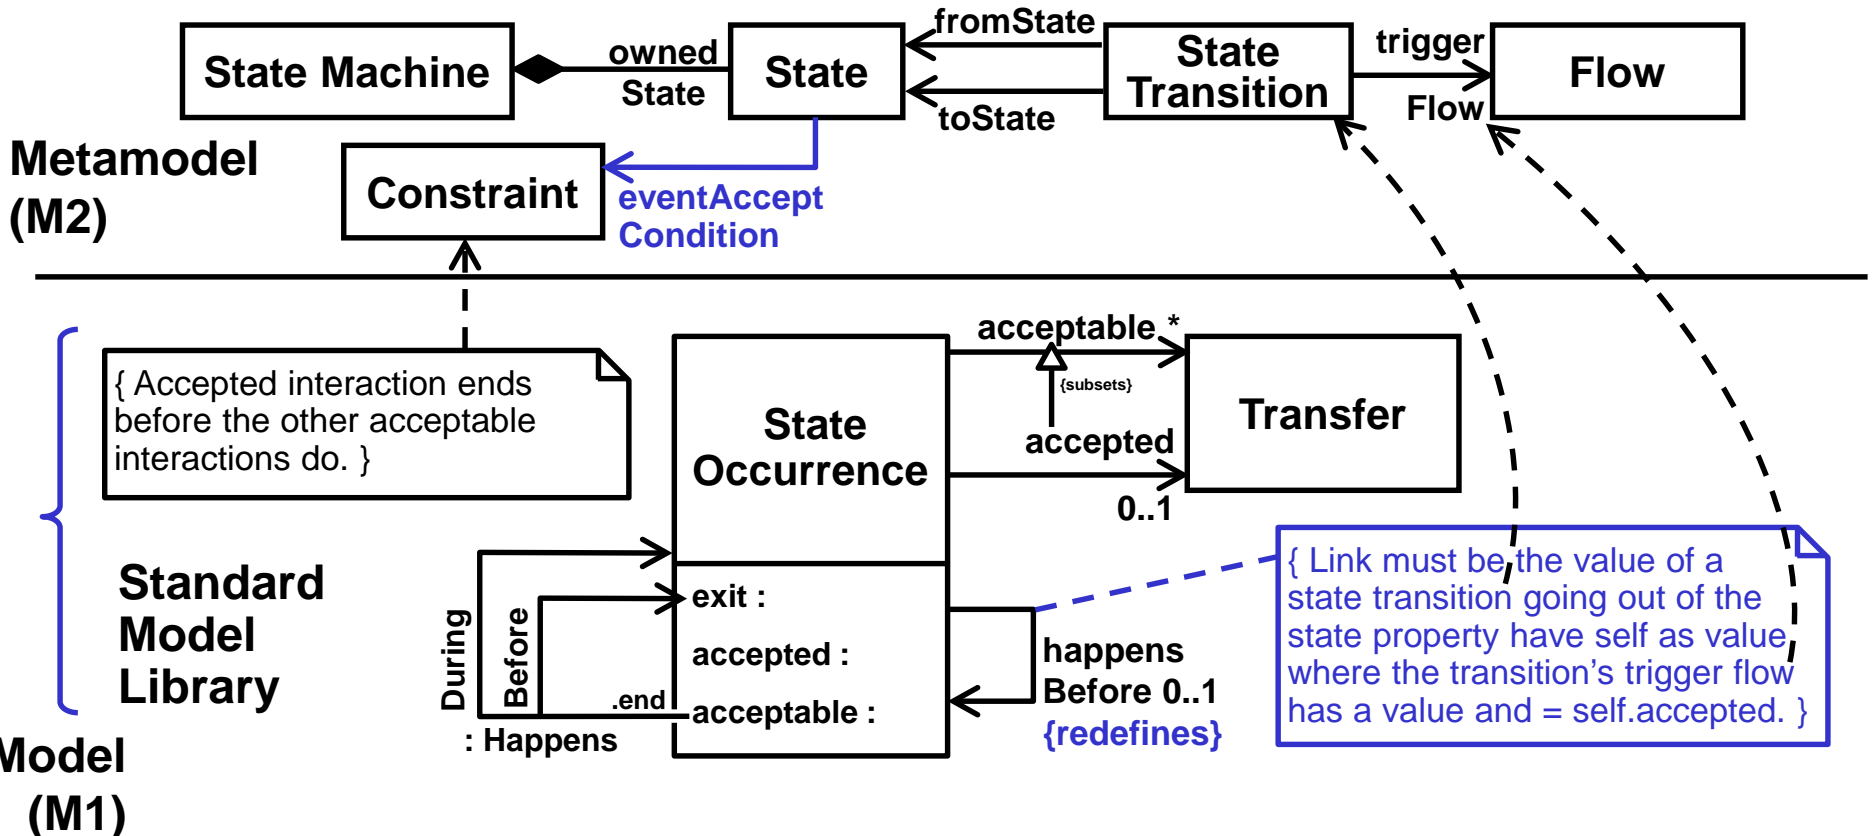 State Machine
owned
State
State
fromState
toState
State
Transition
trigger
Flow
Flow
Metamodel
(M2)
Constraint
eventAccept
Condition
{ Accepted interaction ends
before the other acceptable
interactions do. }
State
Occurrence
acceptable *
{subsets}
accepted
0..1
Transfer
Standard
Model
Library
During
Before
.end
: Happens
exit :
accepted :
acceptable :
happens
Before 0..1
{redefines}
{ Link must be the value of a
state transition going out of the
state property have self as value
where the transition’s trigger flow
has a value and = self.accepted. }
Model
(M1)